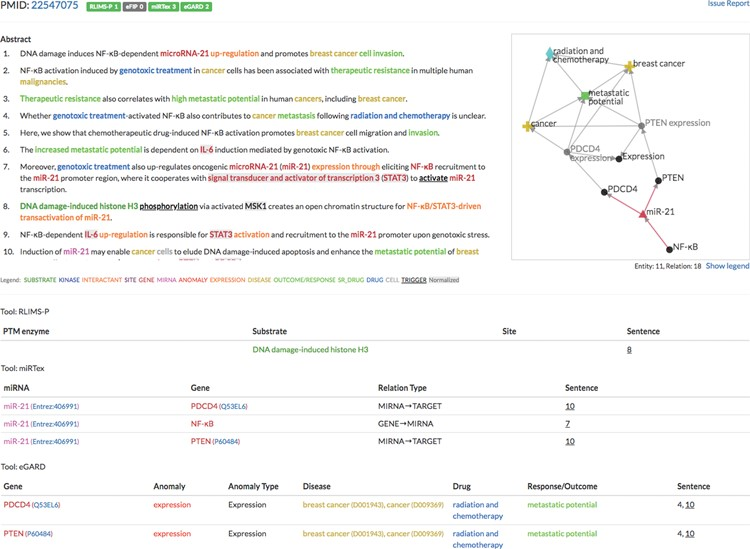 PMID: 22547075 RLIMS-P 1 eFIP 0 miRTex 3 eGARD 2
Issue Report
Abstract
1. DNA damage induces NF-κB-dependent microRNA-21 up-regulation and promotes breast cancer cell invasion.
2. NF-κB activation induced by genotoxic treatment in cancer cells has been associated with therapeutic resistance in multiple human
malignancies.
3. Therapeutic resistance also correlates with high metastatic potential in human cancers, including breast cancer.
4. Whether genotoxic treatment-activated NF-κB also contributes to cancer metastasis following radiation and chemotherapy is unclear.
5. Here, we show that chemotherapeutic drug-induced NF-κB activation promotes breast cancer cell migration and invasion.
6. The increased metastatic potential is dependent on IL-6 induction mediated by genotoxic NF-κB activation.
7. Moreover, genotoxic treatment also up-regulates oncogenic microRNA-21 (miR-21) expression through eliciting NF-κB recruitment to
the miR-21 promoter region, where it cooperates with signal transducer and activator of transcription 3 (STAT3) to activate miR-21
transcription.
8. DNA damage-induced histone H3 phosphorylation via activated MSK1 creates an open chromatin structure for NF-κB/STAT3-driven
transactivation of miR-21.
9. NF-κB-dependent IL-6 up-regulation is responsible for STAT3 activation and recruitment to the miR-21 promoter upon genotoxic stress.
10. Induction of miR-21 may enable cancer cells to elude DNA damage-induced apoptosis and enhance the metastatic potential of breast
radiation and
chemotherapy
breast cancer
metastatic
potential
cancer
PTEN expression
PDCD4
expression
Expression
PTEN
PDCD4
miR-21
NF-κB
Entity: 11, Relation: 18 Show legend
Legend: SUBSTRATE KINASE INTERACTANT SITE GENE MIRNA ANOMALY EXPRESSION DISEASE OUTCOME/RESPONSE SR_DRUG DRUG CELL TRIGGER Normalized
Tool: RLIMS-P
PTM enzyme Substrate Site Sentence
DNA damage-induced histone H3 8
Tool: miRTex
miRNA Gene Relation Type Sentence
miR-21 (Entrez:406991) PDCD4 (Q53EL6) MIRNA→TARGET 10
miR-21 (Entrez:406991) NF-κB GENE→MIRNA 7
miR-21 (Entrez:406991) PTEN (P60484) MIRNA→TARGET 10
Tool: eGARD
Gene Anomaly Anomaly Type Disease Drug Response/Outcome Sentence
PDCD4 (Q53EL6) expression Expression breast cancer (D001943), cancer (D009369) radiation and metastatic potential 4, 10
chemotherapy
PTEN (P60484) expression Expression breast cancer (D001943), cancer (D009369) radiation and metastatic potential 4, 10
chemotherapy